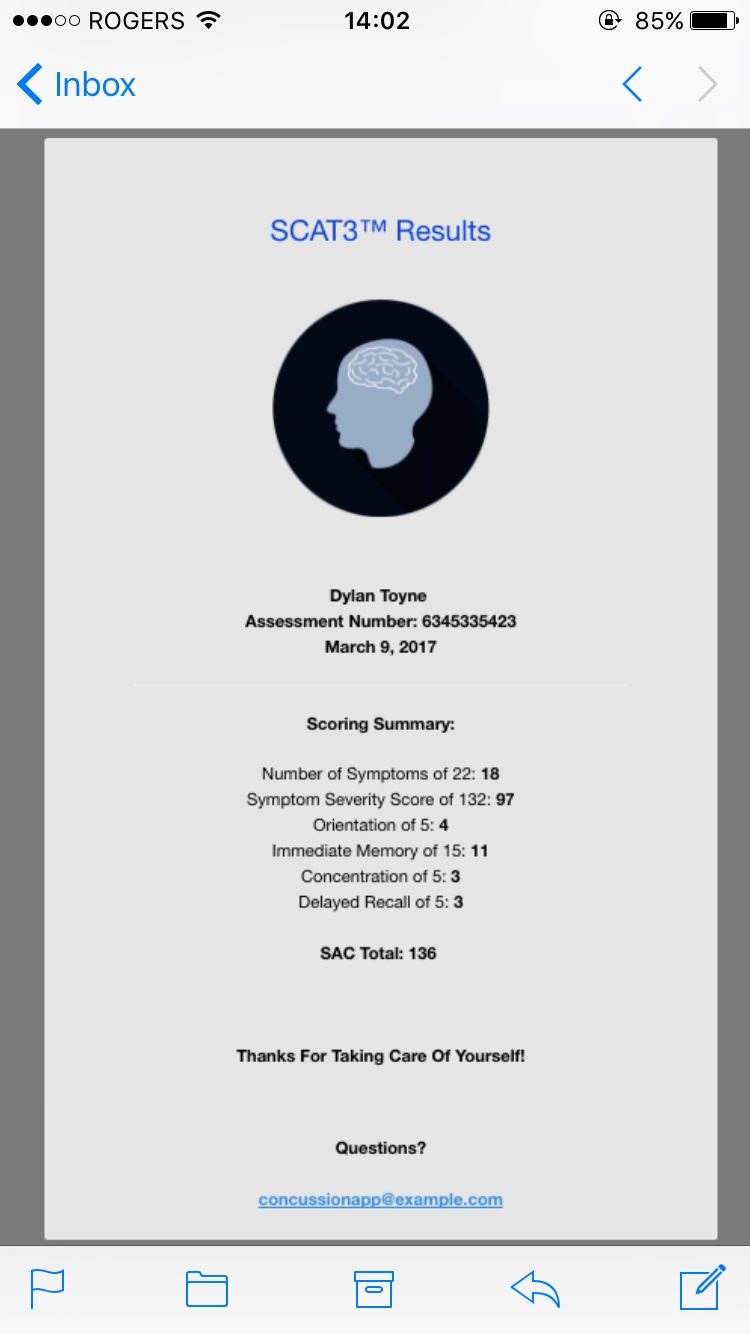 ROGERS 14:02 85%
Inbox
SCAT3™ Results
Dylan Toyne
Assessment Number: 6345335423
March 9, 2017
Scoring Summary:
Number of Symptoms of 22: 18
Symptom Severity Score of 132: 97
Orientation of 5: 4
Immediate Memory of 15: 11
Concentration of 5: 3
Delayed Recall of 5: 3
SAC Total: 136
Thanks For Taking Care Of Yourself!
Questions?
concussionapp@example.com